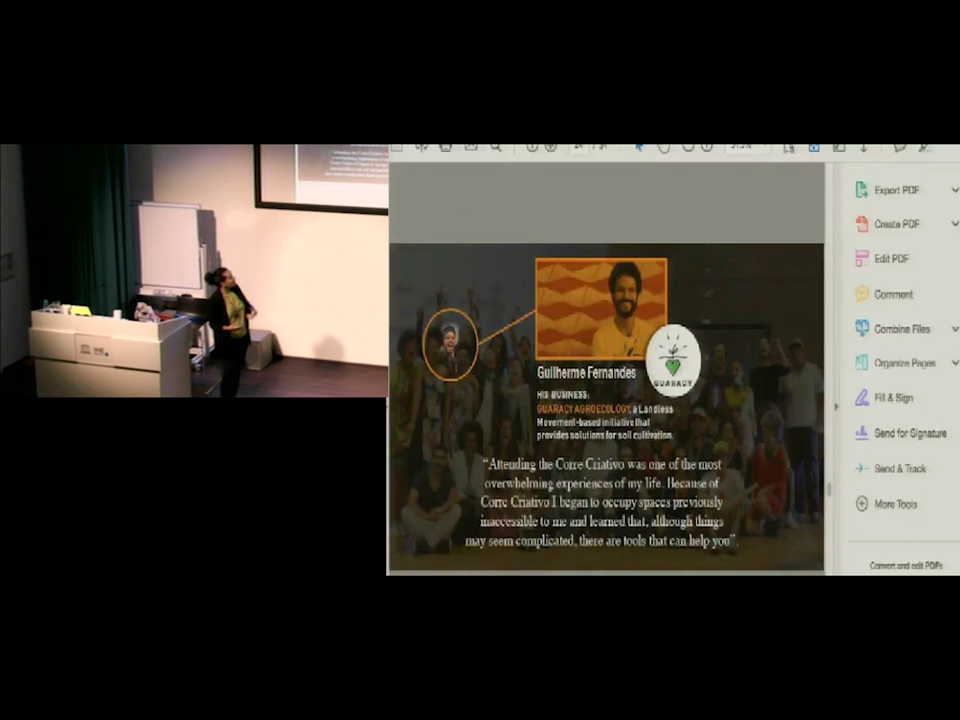 Guilherme Fernandes
HIS BUSINESS:
GUARACY AGROECOLOGY, a Landless
Movement-based initiative that
provides solutions for soil cultivation.
GUARACY
“Attending the Corre Criativo was one of the most
overwhelming experiences of my life. Because of
Corre Criativo I began to occupy spaces previously
inaccessible to me and learned that, although things
may seem complicated, there are tools that can help you”.
Export PDF
Create PDF
Edit PDF
Comment
Combine Files
Organize Pages
Fill & Sign
Send for Signature
Send & Track
More Tools
Convert and edit PDFs